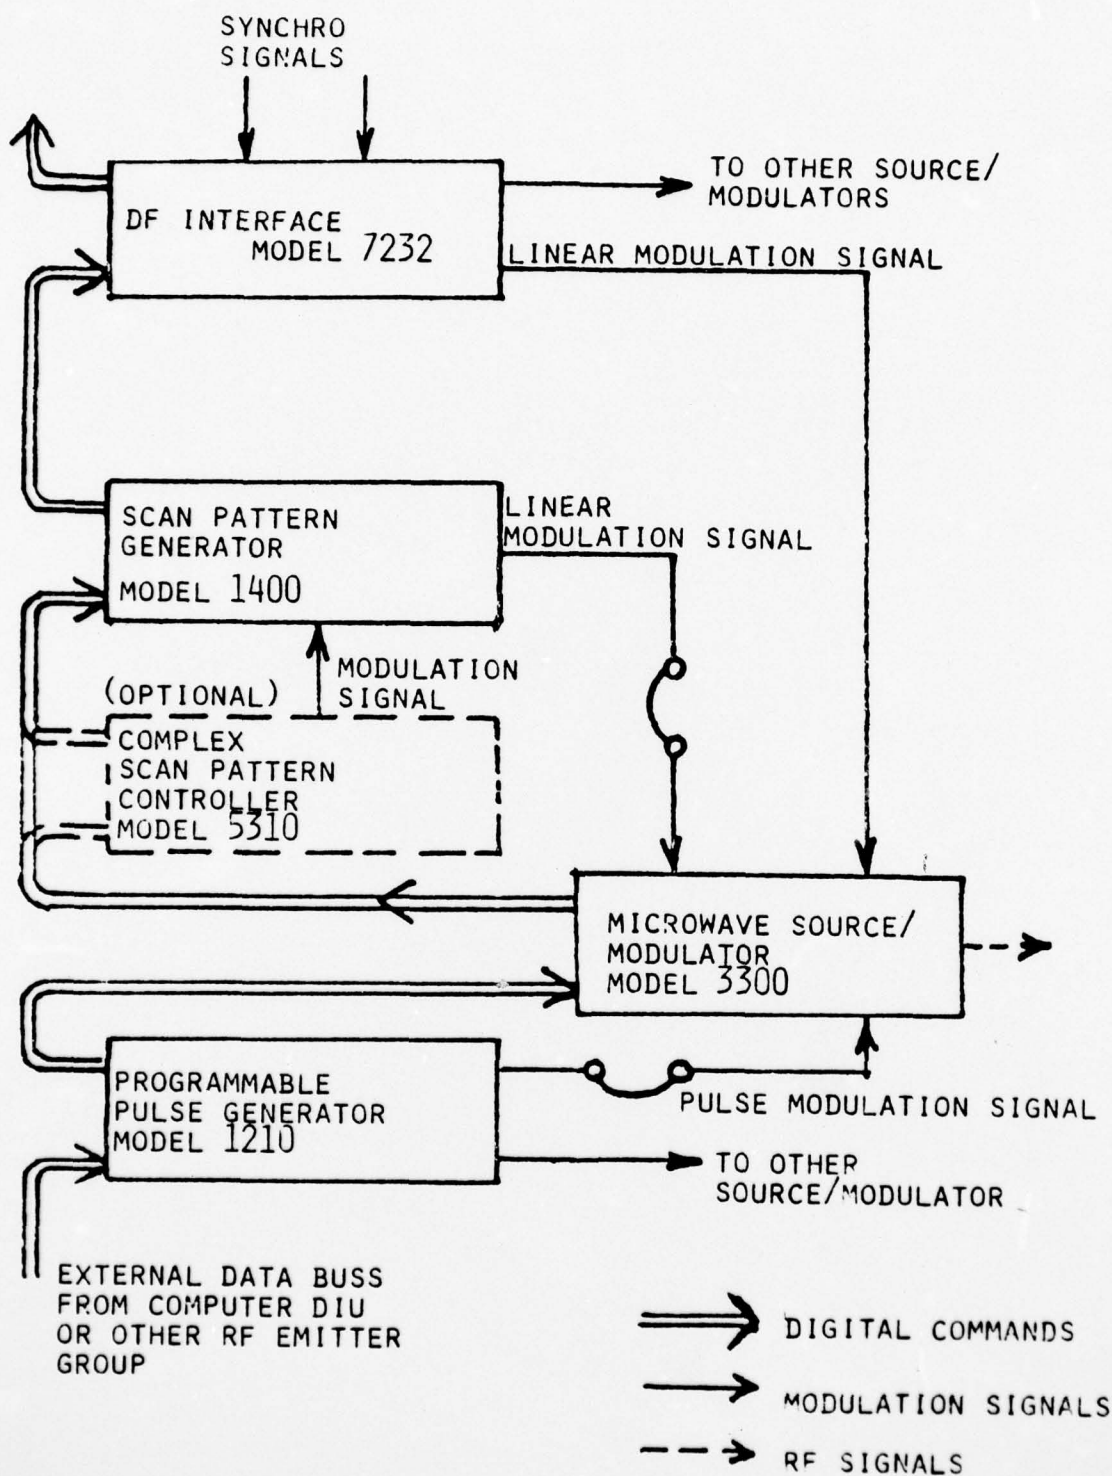 SYNCHRO
SIGNALS
TO OTHER SOURCE/
MODULATORS
DF INTERFACE
MODEL 7232
LINEAR MODULATION SIGNAL
SCAN PATTERN
GENERATOR
MODEL 1400
LINEAR
MODULATION SIGNAL
MODULATION
SIGNAL
(OPTIONAL)
COMPLEX
SCAN PATTERN
CONTROLLER
MODEL 5310
MICROWAVE SOURCE/
MODULATOR
MODEL 3300
PROGRAMMABLE
PULSE GENERATOR
MODEL 1210
PULSE MODULATION SIGNAL
TO OTHER
SOURCE/MODULATOR
EXTERNAL DATA BUSS
FROM COMPUTER DIU
OR OTHER RF EMITTER
GROUP
DIGITAL COMMANDS
MODULATION SIGNALS
RF SIGNALS